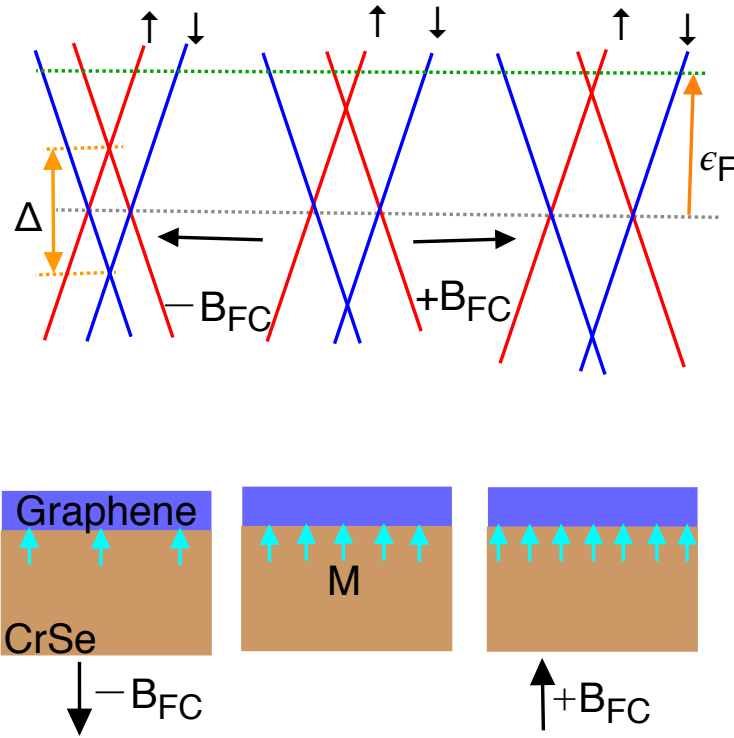 ↑ ↓ ↑ ↓ ↑ ↓
Δ
ϵF
−BFC
+BFC
Graphene
M
CrSe
−BFC
+BFC